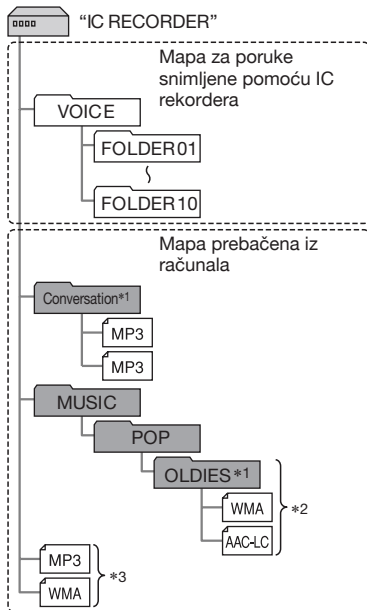 “IC RECORDER”
Mapa za poruke
snimljene pomoću IC
rekordera
VOICE
FOLDER01
FOLDER10
Mapa prebačena iz
računala
Conversation*1
MP3
MP3
MUSIC
POP
OLDIES*1
WMA
*2
AAC-LC
MP3
*3
WMA